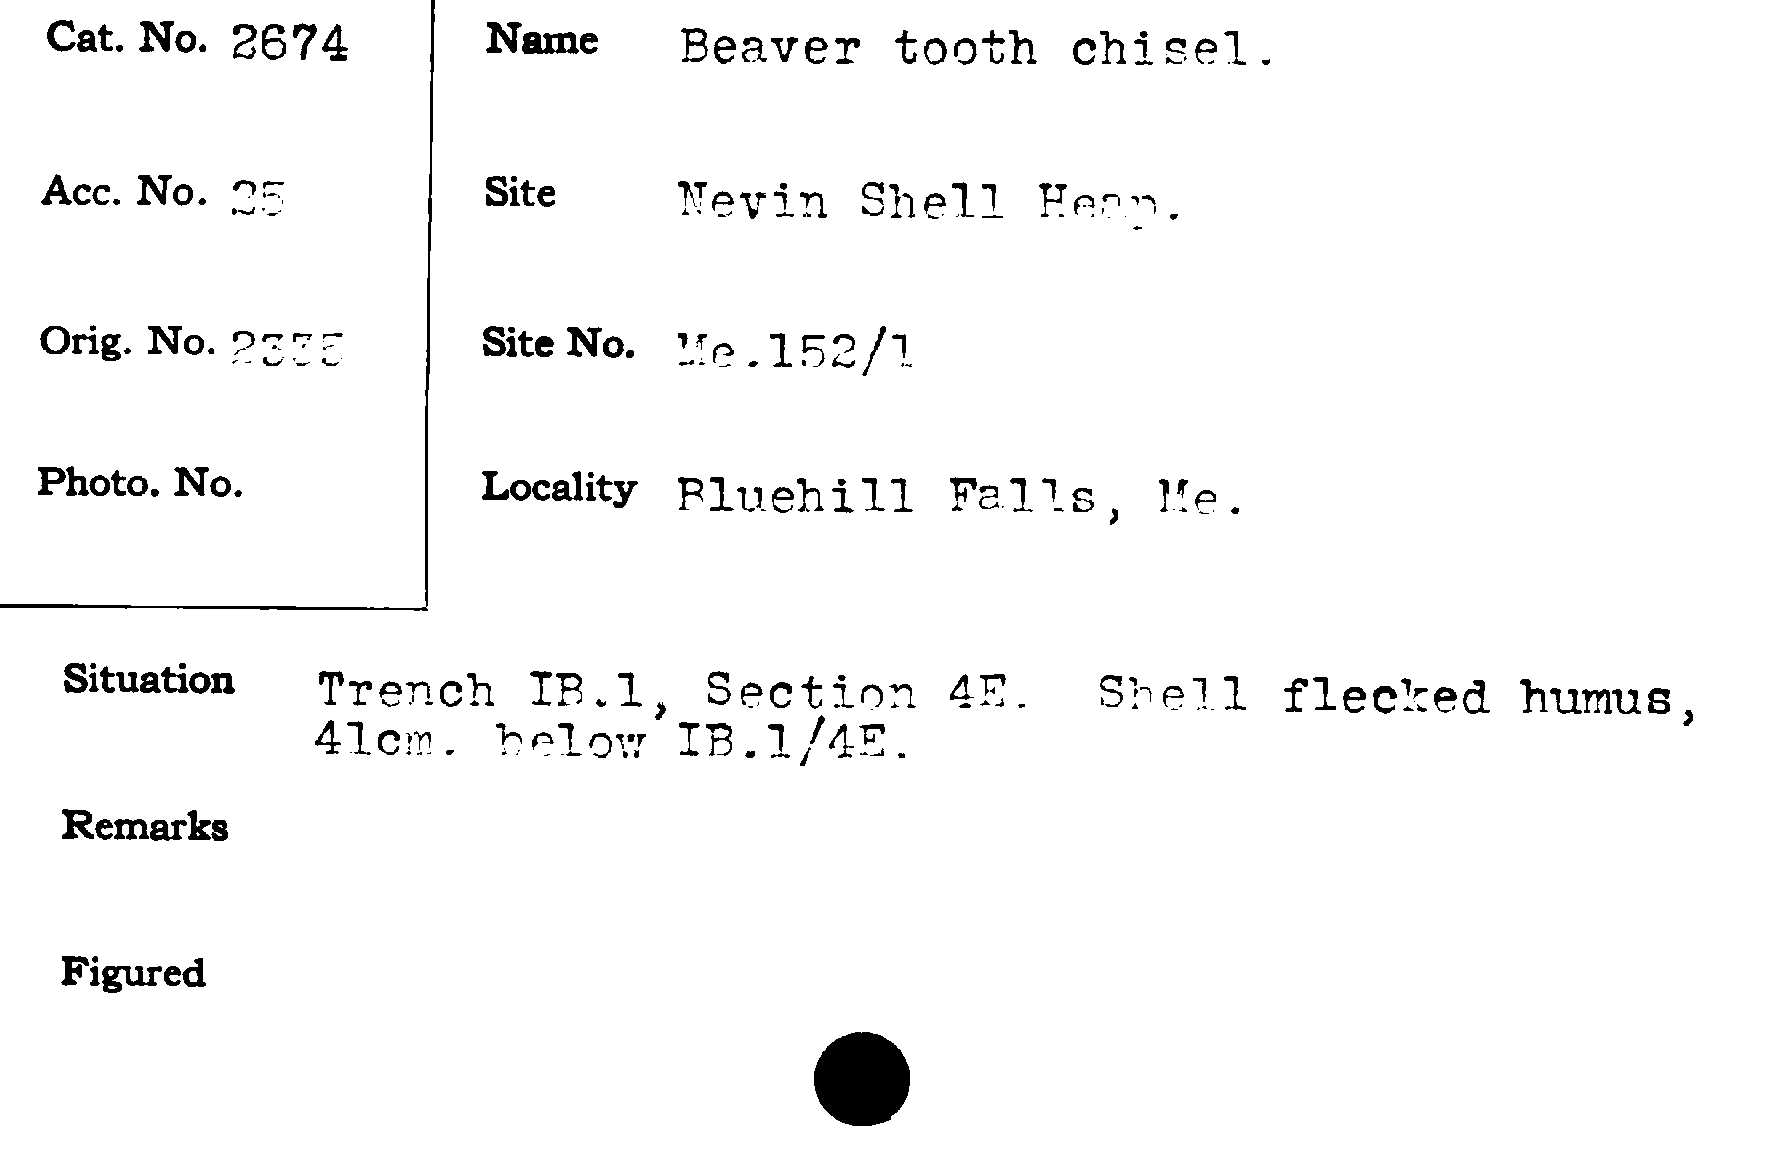 Cat. No. 2674
Name Beaver tooth chisel.
Acc. No. 25
Site Nevin Shell Heap.
Orig. No. 2335
Site No. Me.152/1
Photo. No.
Locality Bluehill Falls, Me.
Situation Trench IB.1, Section 4E. Shell flecked humus,
41cm. below IB.1/4E.
Remarks
Figured